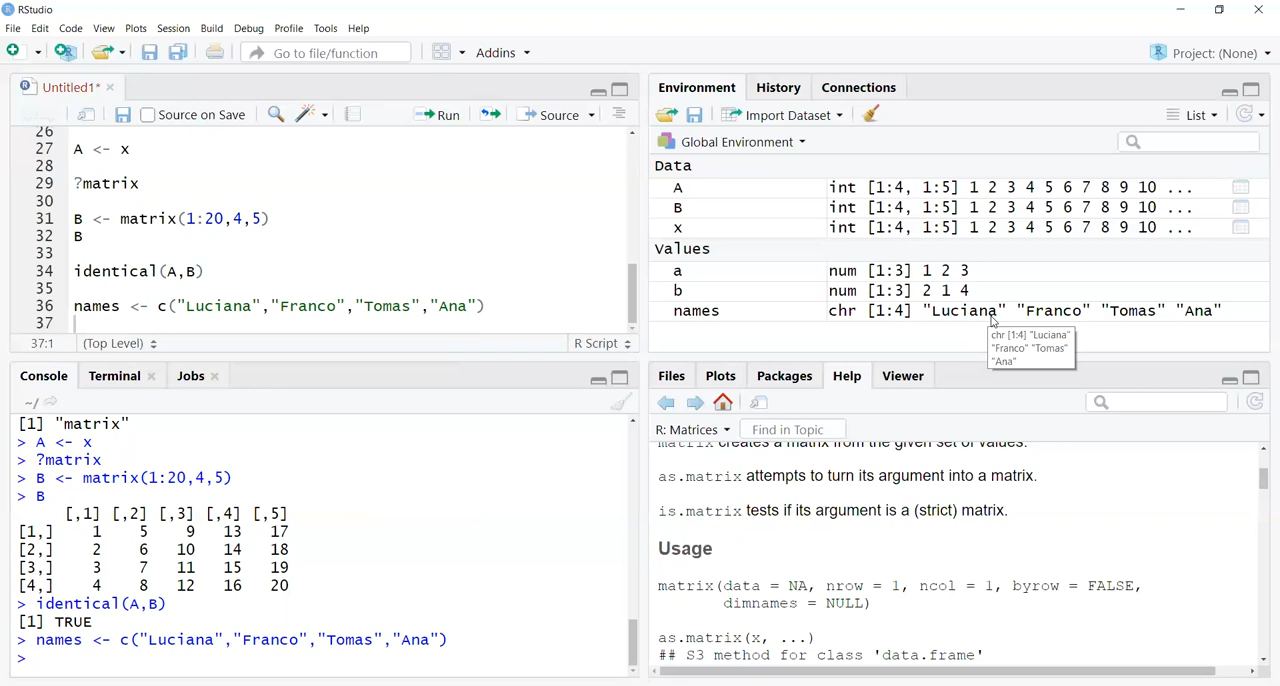 RStudio
File Edit Code View Plots Session Build Debug Profile Tools Help
Go to file/function Addins Project: (None)
Untitled1*
Source on Save Run Source
26
27 A <- x
28
29 ?matrix
30
31 B <- matrix(1:20,4,5)
32 B
33
34 identical(A,B)
35
36 names <- c("Luciana","Franco","Tomas","Ana")
37
37:1 (Top Level) R Script
Console Terminal Jobs
~/
[1] "matrix"
> A <- x
> ?matrix
> B <- matrix(1:20,4,5)
> B
[,1] [,2] [,3] [,4] [,5]
[1,] 1 5 9 13 17
[2,] 2 6 10 14 18
[3,] 3 7 11 15 19
[4,] 4 8 12 16 20
> identical(A,B)
[1] TRUE
> names <- c("Luciana","Franco","Tomas","Ana")
>
Environment History Connections
Import Dataset List
Global Environment
Data
A int [1:4, 1:5] 1 2 3 4 5 6 7 8 9 10 ...
B int [1:4, 1:5] 1 2 3 4 5 6 7 8 9 10 ...
x int [1:4, 1:5] 1 2 3 4 5 6 7 8 9 10 ...
Values
a num [1:3] 1 2 3
b num [1:3] 2 1 4
names chr [1:4] "Luciana" "Franco" "Tomas" "Ana"
chr [1:4] "Luciana"
"Franco" "Tomas"
"Ana"
Files Plots Packages Help Viewer
R: Matrices Find in Topic
matrix creates a matrix from the given set of values.
as.matrix attempts to turn its argument into a matrix.
is.matrix tests if its argument is a (strict) matrix.
Usage
matrix(data = NA, nrow = 1, ncol = 1, byrow = FALSE,
dimnames = NULL)
as.matrix(x, ...)
## S3 method for class 'data.frame'